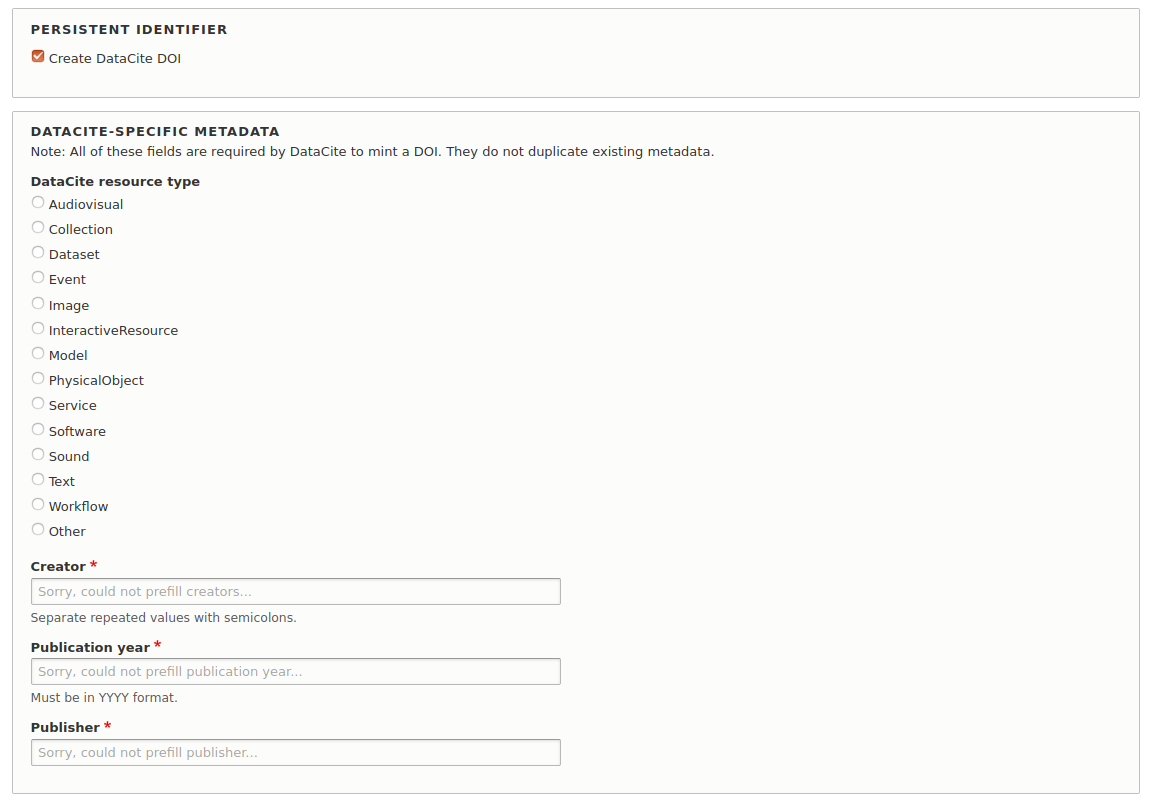 PERSISTENT IDENTIFIER
Create DataCite DOI
DATACITE-SPECIFIC METADATA
Note: All of these fields are required by DataCite to mint a DOI. They do not duplicate existing metadata.
DataCite resource type
Audiovisual
Collection
Dataset
Event
Image
InteractiveResource
Model
PhysicalObject
Service
Software
Sound
Text
Workflow
Other
Creator *
Sorry, could not prefill creators...
Separate repeated values with semicolons.
Publication year *
Sorry, could not prefill publication year...
Must be in YYYY format.
Publisher *
Sorry, could not prefill publisher...